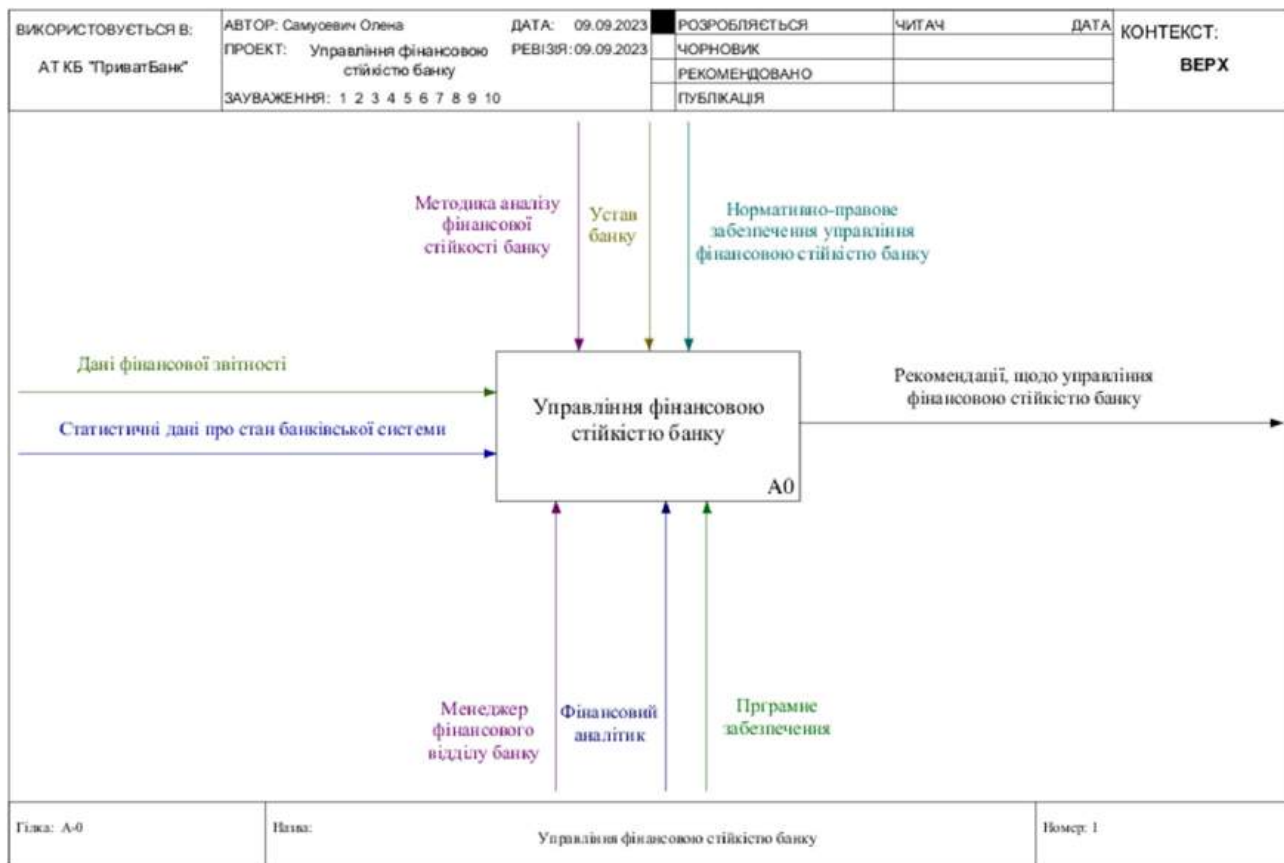 ВИКОРИСТОВУЄТЬСЯ В:
АТ КБ "ПриватБанк"
АВТОР: Самусевич Олена
ДАТА: 09.09.2023
ПРОЕКТ: Управління фінансовою
стійкістю банку
РЕВІЗІЯ: 09.09.2023
ЗАУВАЖЕННЯ: 1 2 3 4 5 6 7 8 9 10
РОЗРОБЛЯЄТЬСЯ
ЧОРНОВИК
РЕКОМЕНДОВАНО
ПУБЛІКАЦІЯ
ЧИТАЧ
ДАТА
КОНТЕКСТ:
ВЕРХ
Методика аналізу
фінансової
стійкості банку
Устав
банку
Нормативно-правове
забезпечення управління
фінансовою стійкістю банку
Дані фінансової звітності
Статистичні дані про стан банківської системи
Управління фінансовою
стійкістю банку
A0
Рекомендації, щодо управління
фінансовою стійкістю банку
Менеджер
фінансового
відділу банку
Фінансовий
аналітик
Прграмне
забезпечення
Гілка: A-0
Назва:
Управління фінансовою стійкістю банку
Номер: 1